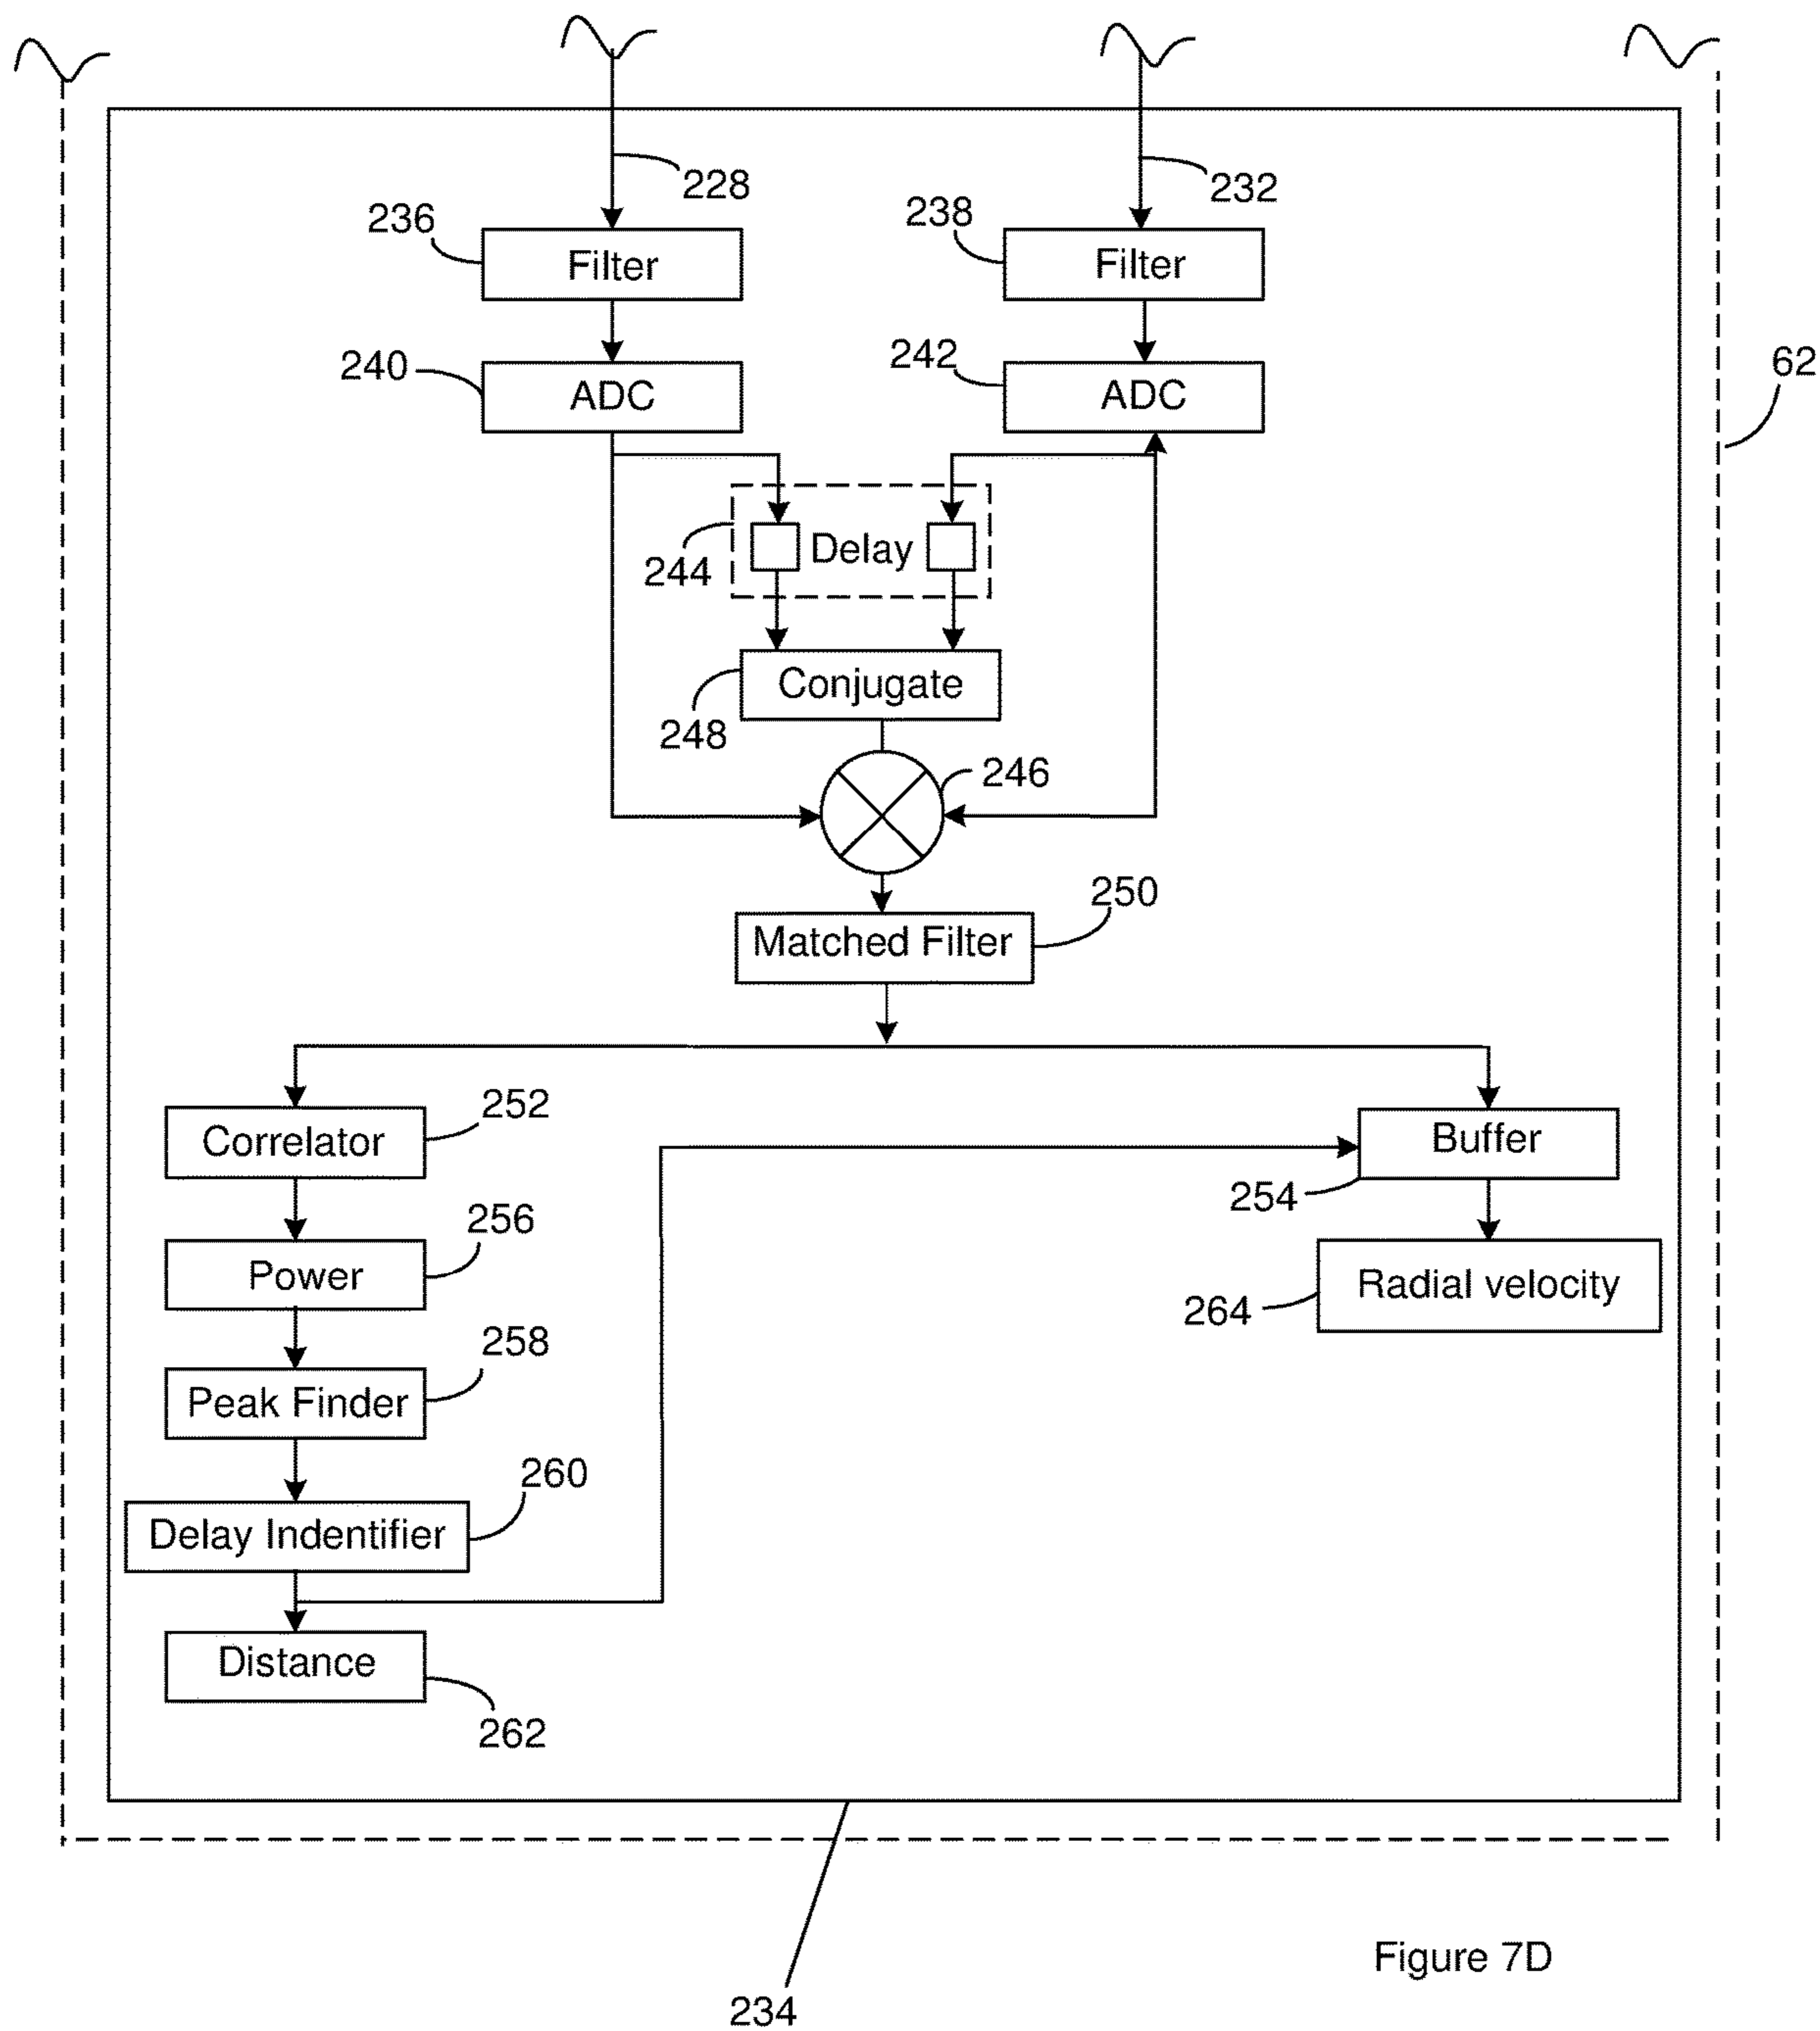 228
232
236
238
Filter
Filter
240
242
62
ADC
ADC
244
Delay
248
Conjugate
246
250
Matched Filter
252
Correlator
Buffer
254
256
Power
Radial velocity
264
258
Peak Finder
260
Delay Indentifier
Distance
262
Figure 7D
234